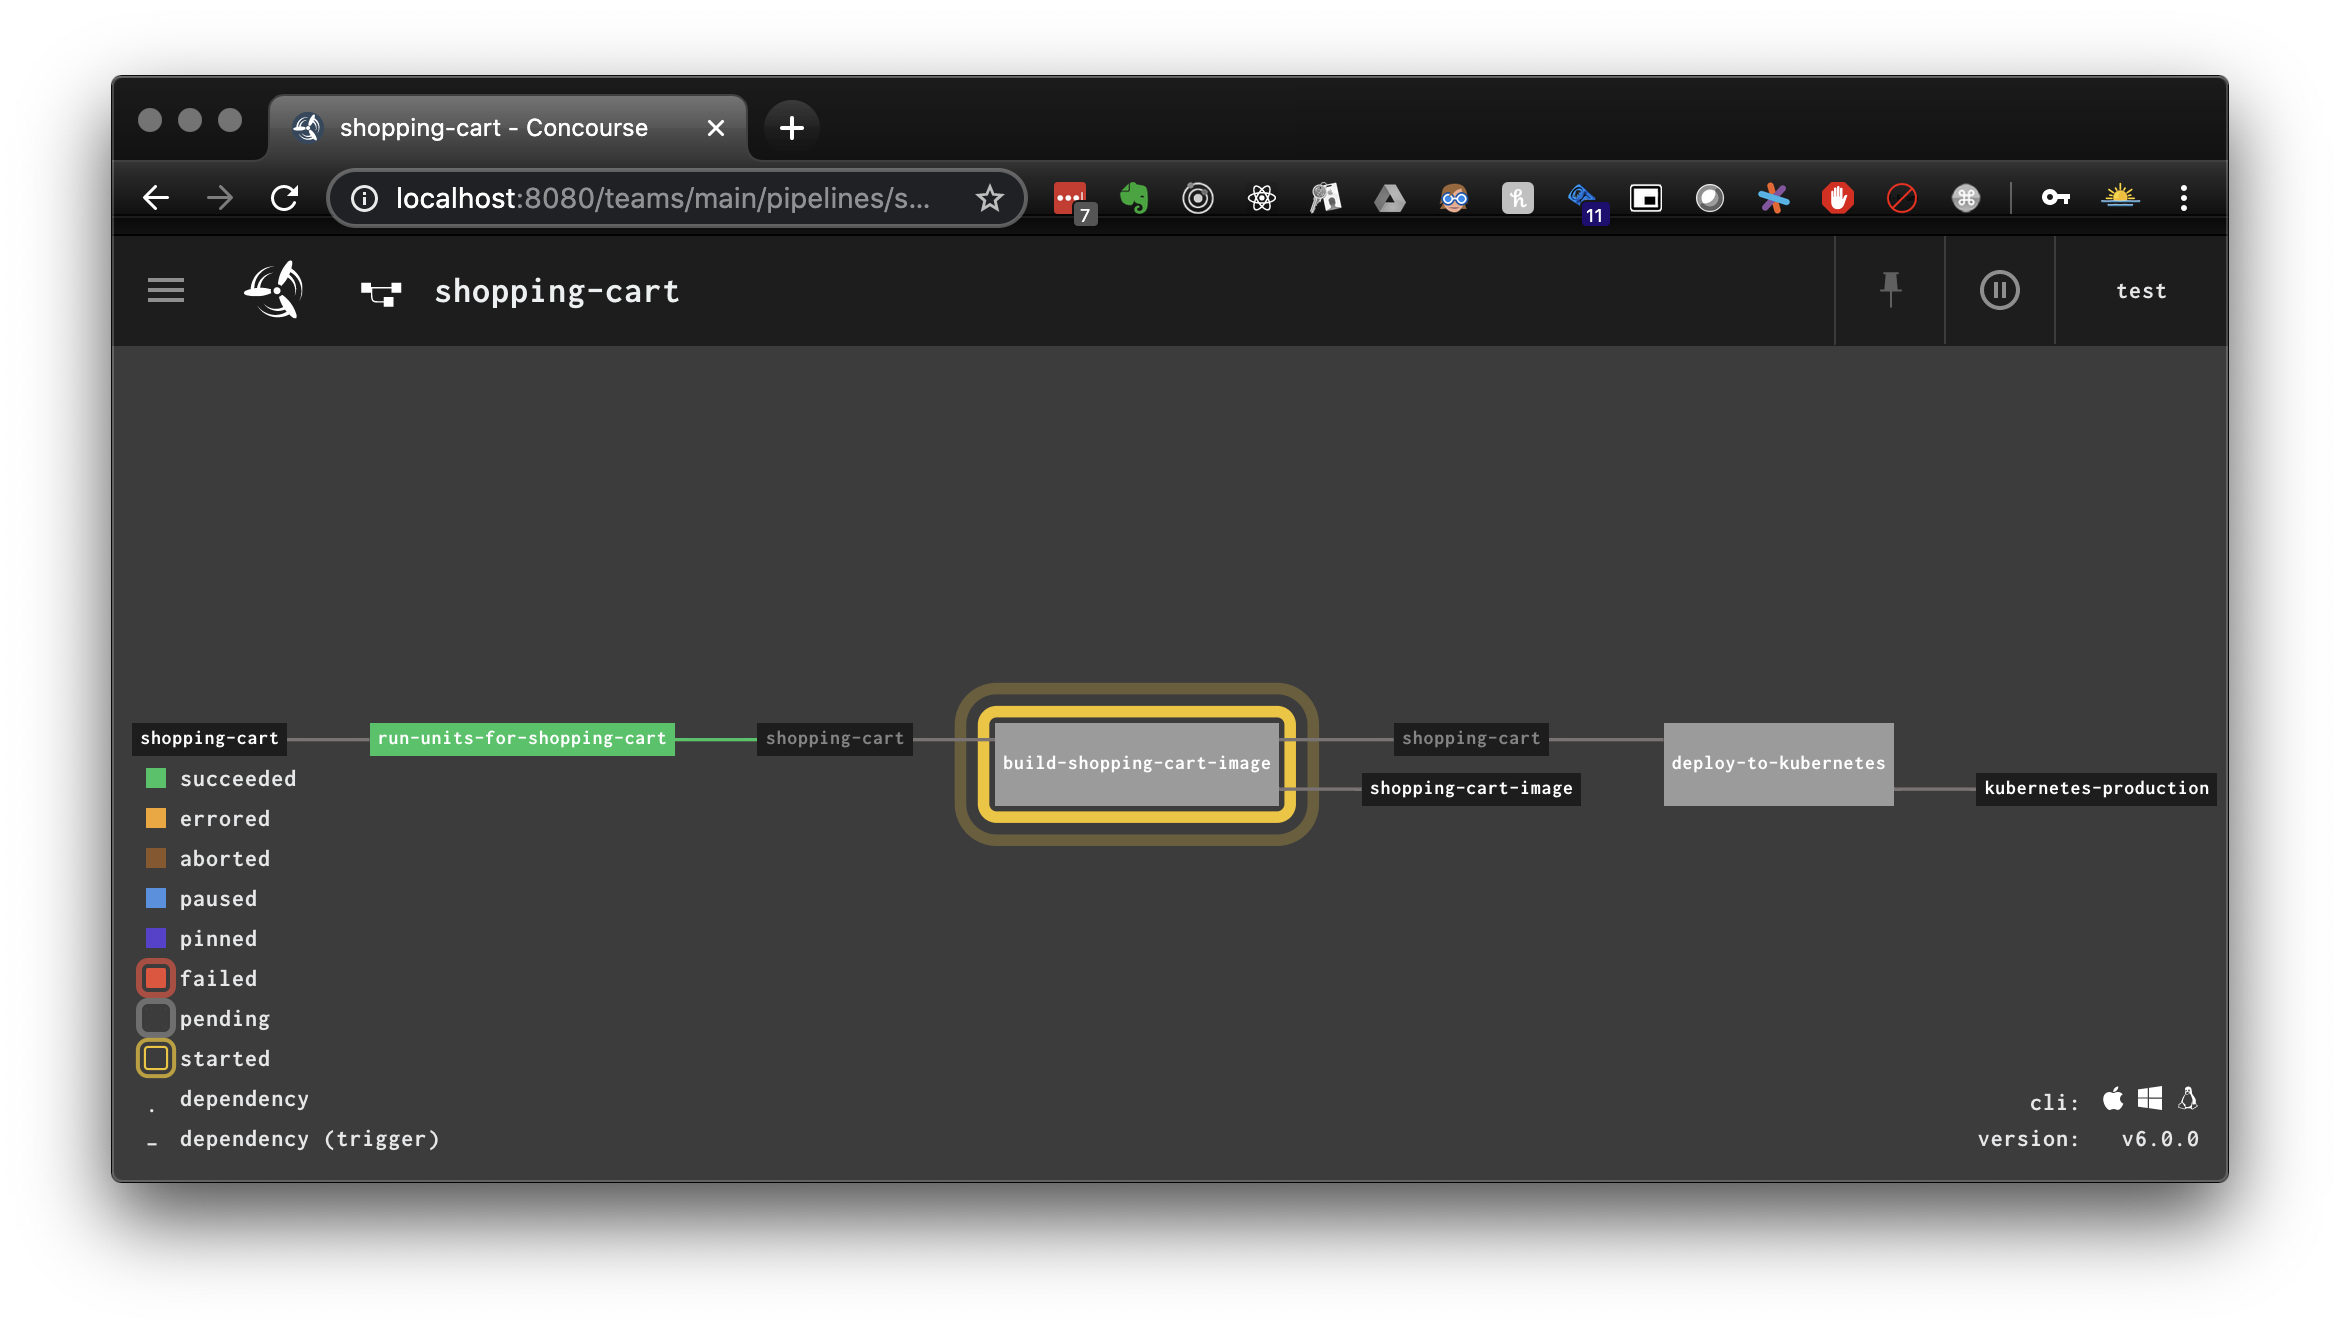 shopping-cart - Concourse
localhost:8080/teams/main/pipelines/s...
7
11
shopping-cart
test
shopping-cart
run-units-for-shopping-cart
shopping-cart
build-shopping-cart-image
shopping-cart
shopping-cart-image
deploy-to-kubernetes
kubernetes-production
succeeded
errored
aborted
paused
pinned
failed
pending
started
. dependency
- dependency (trigger)
cli:
version: v6.0.0